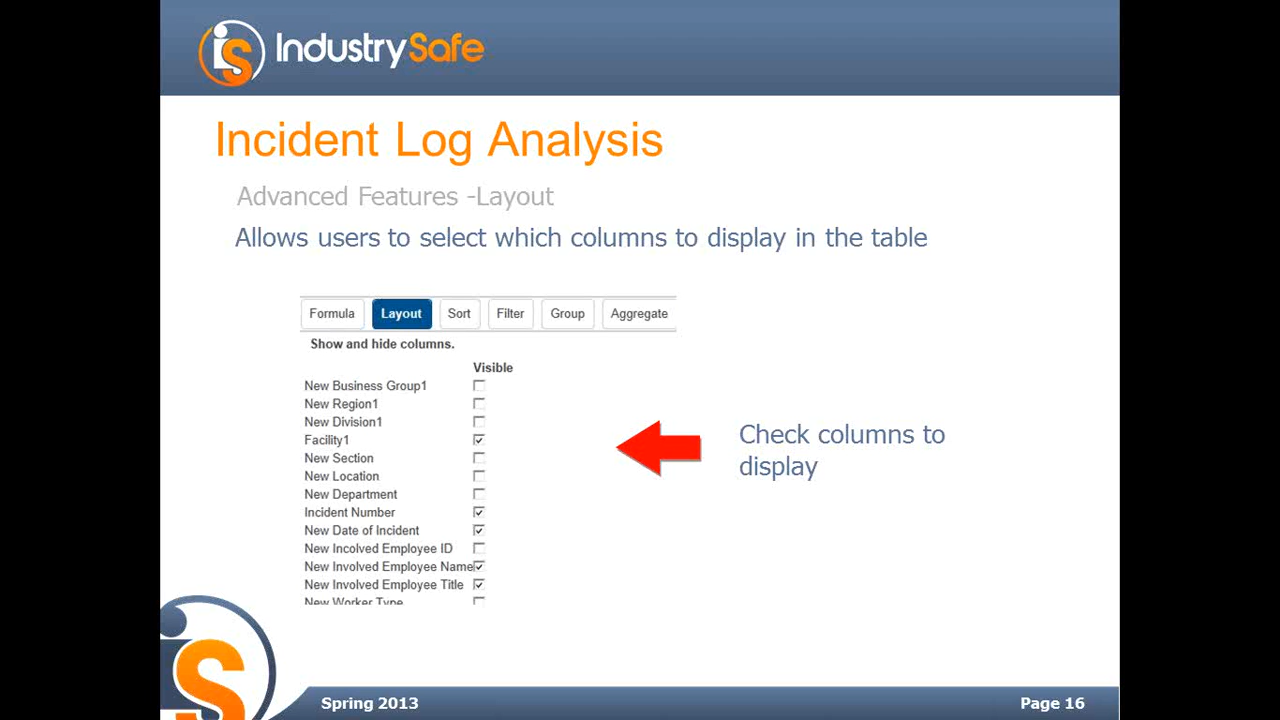 IndustrySafe
Incident Log Analysis
Advanced Features -Layout
Allows users to select which columns to display in the table
Formula Layout Sort Filter Group Aggregate
Show and hide columns.
Visible
New Business Group1
New Region1
New Division1
Facility1
New Section
New Location
New Department
Incident Number
New Date of Incident
New Incolved Employee ID
New Involved Employee Name
New Involved Employee Title
New Worker Type
Check columns to
display
Spring 2013
Page 16